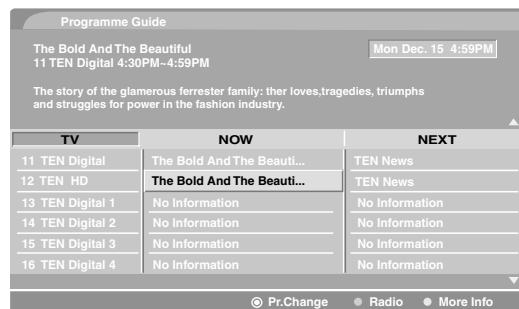 Programme Guide
The Bold And The Beautiful
Mon Dec. 15 4:59PM
11 TEN Digital 4:30PM~4:59PM
The story of the glamerous ferrester family: ther loves,tragedies, triumphs
and struggles for power in the fashion industry.
TV NOW NEXT
11 TEN Digital The Bold And The Beauti... TEN News
12 TEN HD The Bold And The Beauti... TEN News
13 TEN Digital 1 No Information No Information
14 TEN Digital 2 No Information No Information
15 TEN Digital 3 No Information No Information
16 TEN Digital 4 No Information No Information
Pr.Change Radio More Info